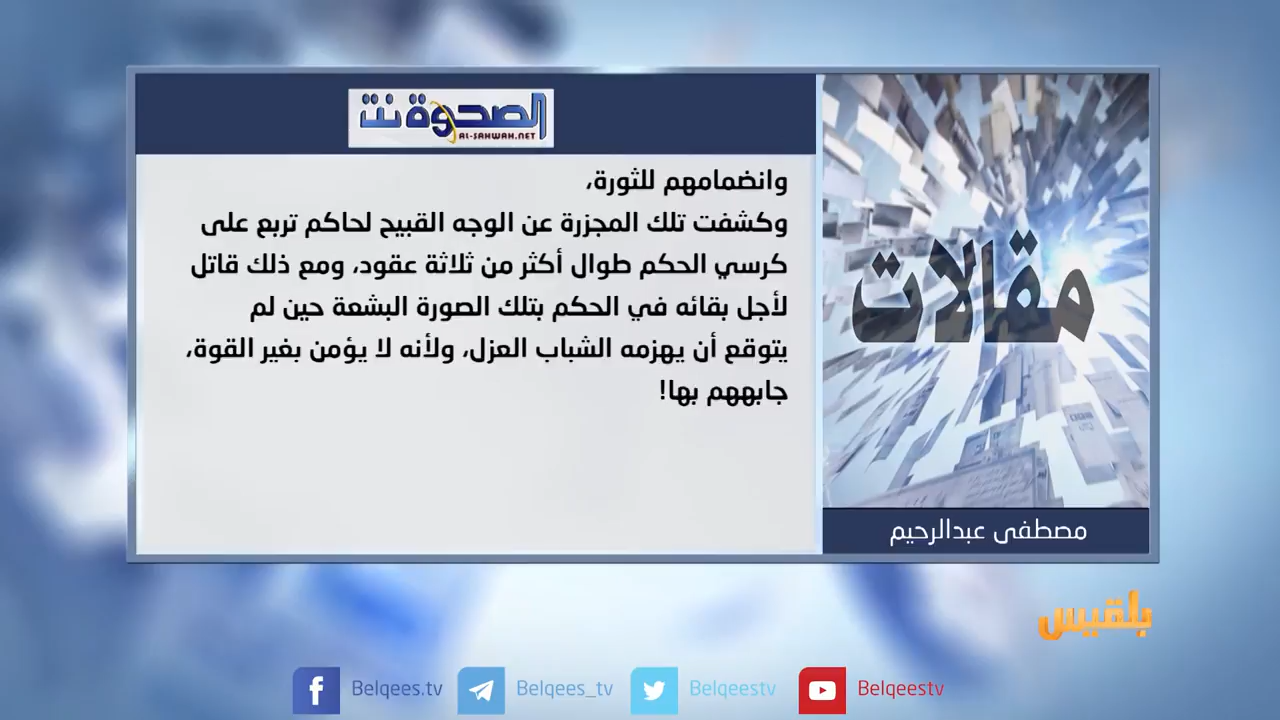 الصحوة نت
AL-SAHWAH.NET
وانضمامهم للثورة،
وكشفت تلك المجزرة عن الوجه القبيح لحاكم تربع على
كرسي الحكم طوال أكثر من ثلاثة عقود، ومع ذلك قاتل
لأجل بقائه في الحكم بتلك الصورة البشعة حين لم
يتوقع أن يهزمه الشباب العزل، ولأنه لا يؤمن بغير القوة،
جابههم بها!
مقالات
مصطفى عبدالرحيم
بلقيس
Belqees.tv
Belqees_tv
Belqeestv
Belqeestv